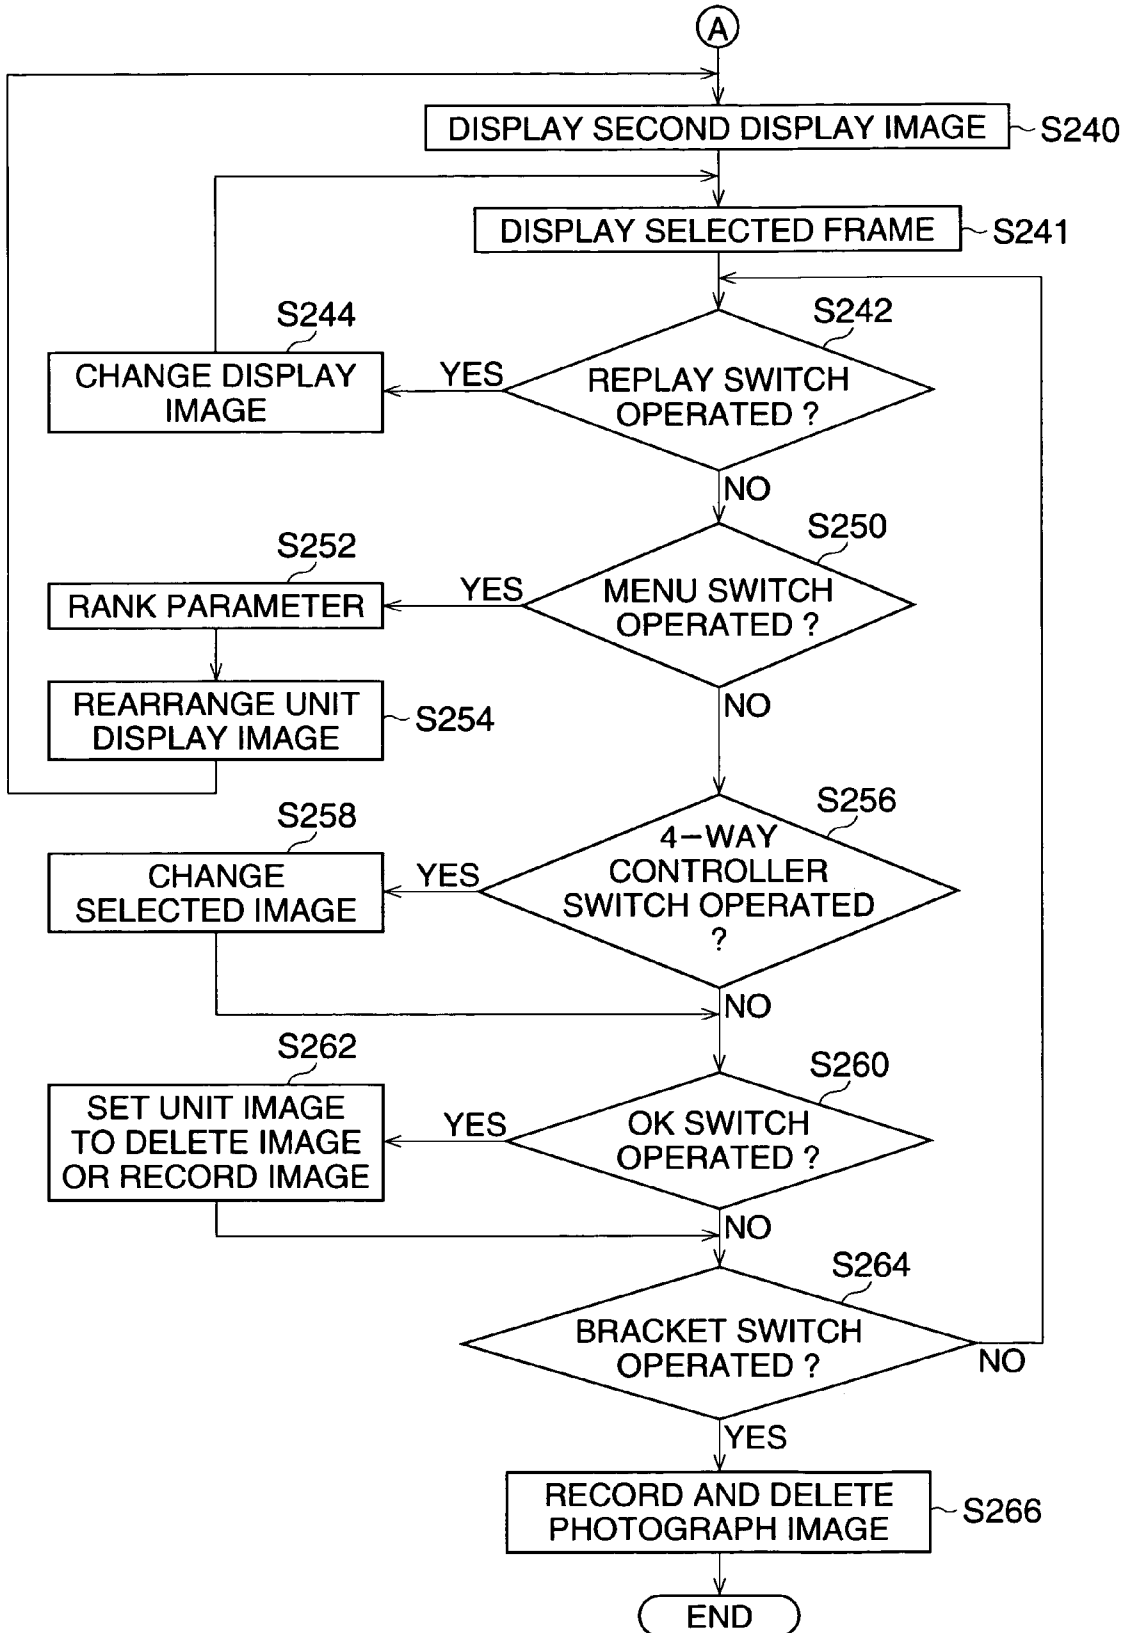 A
DISPLAY SECOND DISPLAY IMAGE
S240
DISPLAY SELECTED FRAME
S241
S244
CHANGE DISPLAY
IMAGE
YES
S242
REPLAY SWITCH
OPERATED ?
NO
S252
RANK PARAMETER
YES
S250
MENU SWITCH
OPERATED ?
REARRANGE UNIT
DISPLAY IMAGE
S254
NO
S258
CHANGE
SELECTED IMAGE
YES
S256
4-WAY
CONTROLLER
SWITCH OPERATED
?
NO
S262
SET UNIT IMAGE
TO DELETE IMAGE
OR RECORD IMAGE
YES
S260
OK SWITCH
OPERATED ?
NO
S264
BRACKET SWITCH
OPERATED ?
NO
YES
RECORD AND DELETE
PHOTOGRAPH IMAGE
S266
END